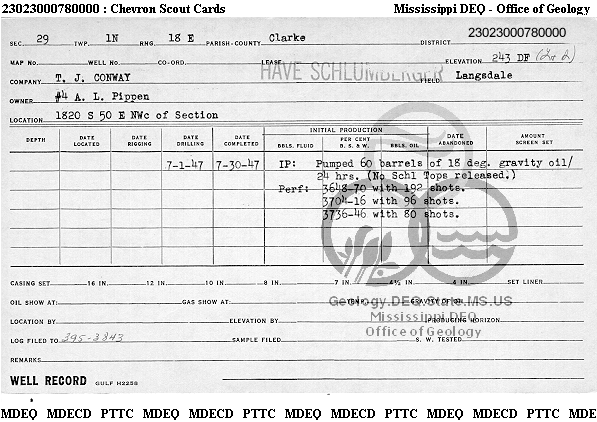 23023000780000 : Chevron Scout Cards Mississippi DEQ - Office of Geology
23023000780000
SEC. 29 TWP. 1N RNG. 18 E PARISH-COUNTY Clarke DISTRICT
MAP No. WELL No. CO-ORD. LEASE ELEVATION 243 DF
HAVE SCHLUMBERGER
COMPANY T. J. CONWAY FIELD Langsdale
OWNER #4 A. L. Pippen
LOCATION 1820 S 50 E NWc of Section
DEPTH DATE LOCATED DATE RIGGING DATE DRILLING DATE COMPLETED INITIAL PRODUCTION BBLS. FLUID PER CENT B. S. & W. BBLS. OIL DATE ABANDONED AMOUNT SCREEN SET
7-1-47 7-30-47 IP: Pumped 60 barrels of 18 deg. gravity oil/
24 hrs. (No Schl Tops released.)
Perf: 3648-70 with 192 shots.
3704-16 with 96 shots.
3736-46 with 80 shots.
CASING SET: 16 IN. 12 IN. 10 IN. 8 IN. 7 IN. 4½ IN. 4 IN. SET LINER
OIL SHOW AT: GAS SHOW AT: TEMP. GRAVITY OF OIL
Geology.DEQ.State.MS.US
LOCATION BY ELEVATION BY PRODUCING HORIZON
Mississippi DEQ
Office of Geology
LOG FILED TO 395-3843 SAMPLE FILED S. W. TESTED
REMARKS
WELL RECORD GULF H2258
MDEQ MDECD PTTC MDEQ MDECD PTTC MDEQ MDECD PTTC MDEQ MDECD PTTC MDE